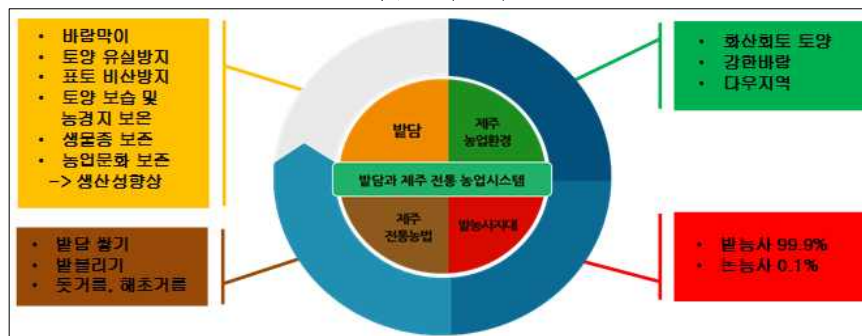 • 바람막이
• 토양 유실방지
• 표토 비산방지
• 토양 보습 및
농경지 보온
• 생물종 보존
• 농업문화 보존
-> 생산성향상
• 화산회토 토양
• 강한바람
• 다우지역
밭담
제주
농업환경
밭담과 제주 전통 농업시스템
제주
전통농법
밭농사지대
• 밭담 쌓기
• 밭볼리기
• 돗거름, 해초거름
• 밭농사 99.9%
• 논농사 0.1%